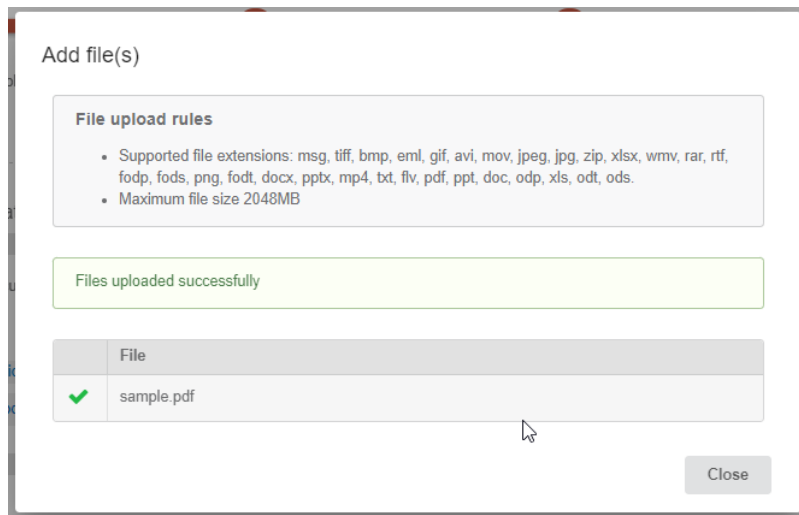 Add file(s)
File upload rules
• Supported file extensions: msg, tiff, bmp, eml, gif, avi, mov, jpeg, jpg, zip, xlsx, wmv, rar, rtf,
fodp, fods, png, fodt, docx, pptx, mp4, txt, flv, pdf, ppt, doc, odp, xls, odt, ods.
• Maximum file size 2048MB
Files uploaded successfully
File
sample.pdf
Close